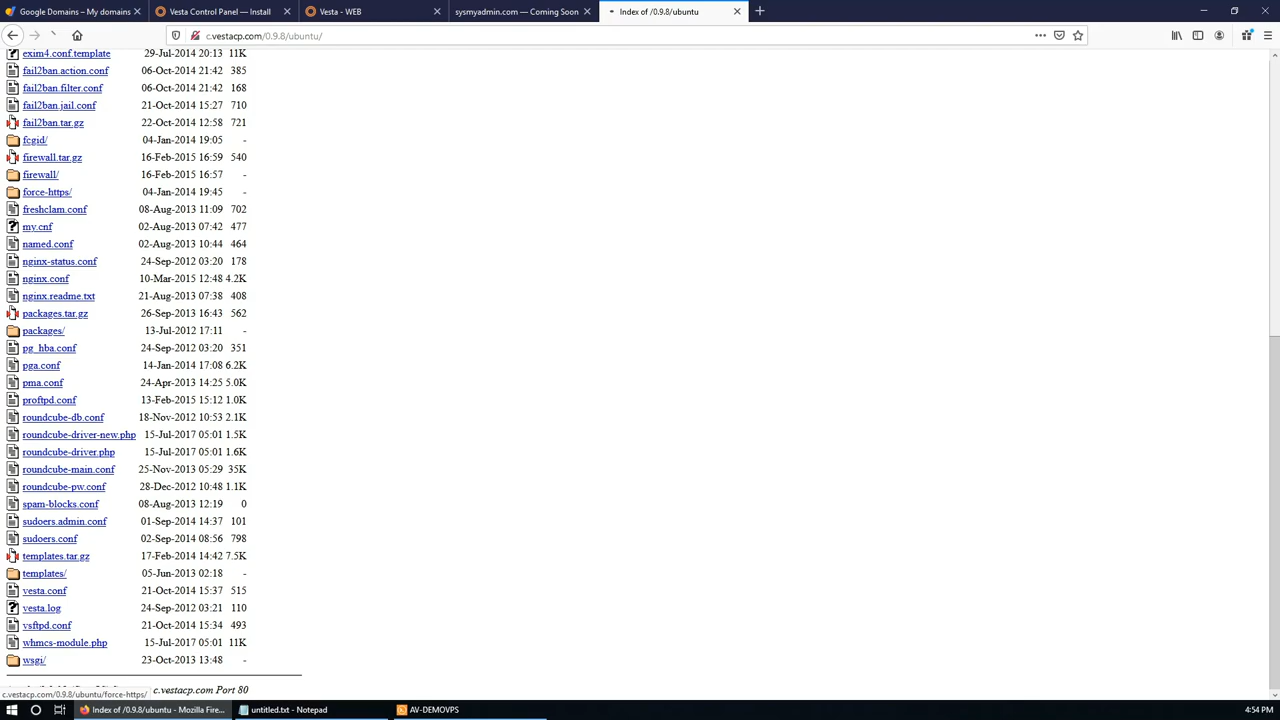 Google Domains – My domains
Vesta Control Panel — Install
Vesta - WEB
sysmyadmin.com — Coming Soon
Index of /0.9.8/ubuntu
c.vestacp.com/0.9.8/ubuntu/
exim4.conf.template 29-Jul-2014 20:13 11K
fail2ban.action.conf 06-Oct-2014 21:42 385
fail2ban.filter.conf 06-Oct-2014 21:42 168
fail2ban.jail.conf 21-Oct-2014 15:27 710
fail2ban.tar.gz 22-Oct-2014 12:58 721
fcgid/ 04-Jan-2014 19:05 -
firewall.tar.gz 16-Feb-2015 16:59 540
firewall/ 16-Feb-2015 16:57 -
force-https/ 04-Jan-2014 19:45 -
freshclam.conf 08-Aug-2013 11:09 702
my.cnf 02-Aug-2013 07:42 477
named.conf 02-Aug-2013 10:44 464
nginx-status.conf 24-Sep-2012 03:20 178
nginx.conf 10-Mar-2015 12:48 4.2K
nginx.readme.txt 21-Aug-2013 07:38 408
packages.tar.gz 26-Sep-2013 16:43 562
packages/ 13-Jul-2012 17:11 -
pg_hba.conf 24-Sep-2012 03:20 351
pga.conf 14-Jan-2014 17:08 6.2K
pma.conf 24-Apr-2013 14:25 5.0K
proftpd.conf 13-Feb-2015 15:12 1.0K
roundcube-db.conf 18-Nov-2012 10:53 2.1K
roundcube-driver-new.php 15-Jul-2017 05:01 1.5K
roundcube-driver.php 15-Jul-2017 05:01 1.6K
roundcube-main.conf 25-Nov-2013 05:29 35K
roundcube-pw.conf 28-Dec-2012 10:48 1.1K
spam-blocks.conf 08-Aug-2013 12:19 0
sudoers.admin.conf 01-Sep-2014 14:37 101
sudoers.conf 02-Sep-2014 08:56 798
templates.tar.gz 17-Feb-2014 14:42 7.5K
templates/ 05-Jun-2013 02:18 -
vesta.conf 21-Oct-2014 15:37 515
vesta.log 24-Sep-2012 03:21 110
vsftpd.conf 21-Oct-2014 15:34 493
whmcs-module.php 15-Jul-2017 05:01 11K
wsgi/ 23-Oct-2013 13:48 -
c.vestacp.com Port 80
c.vestacp.com/0.9.8/ubuntu/force-https/
Index of /0.9.8/ubuntu - Mozilla Fire...
untitled.txt - Notepad
AV-DEMOVPS
4:54 PM